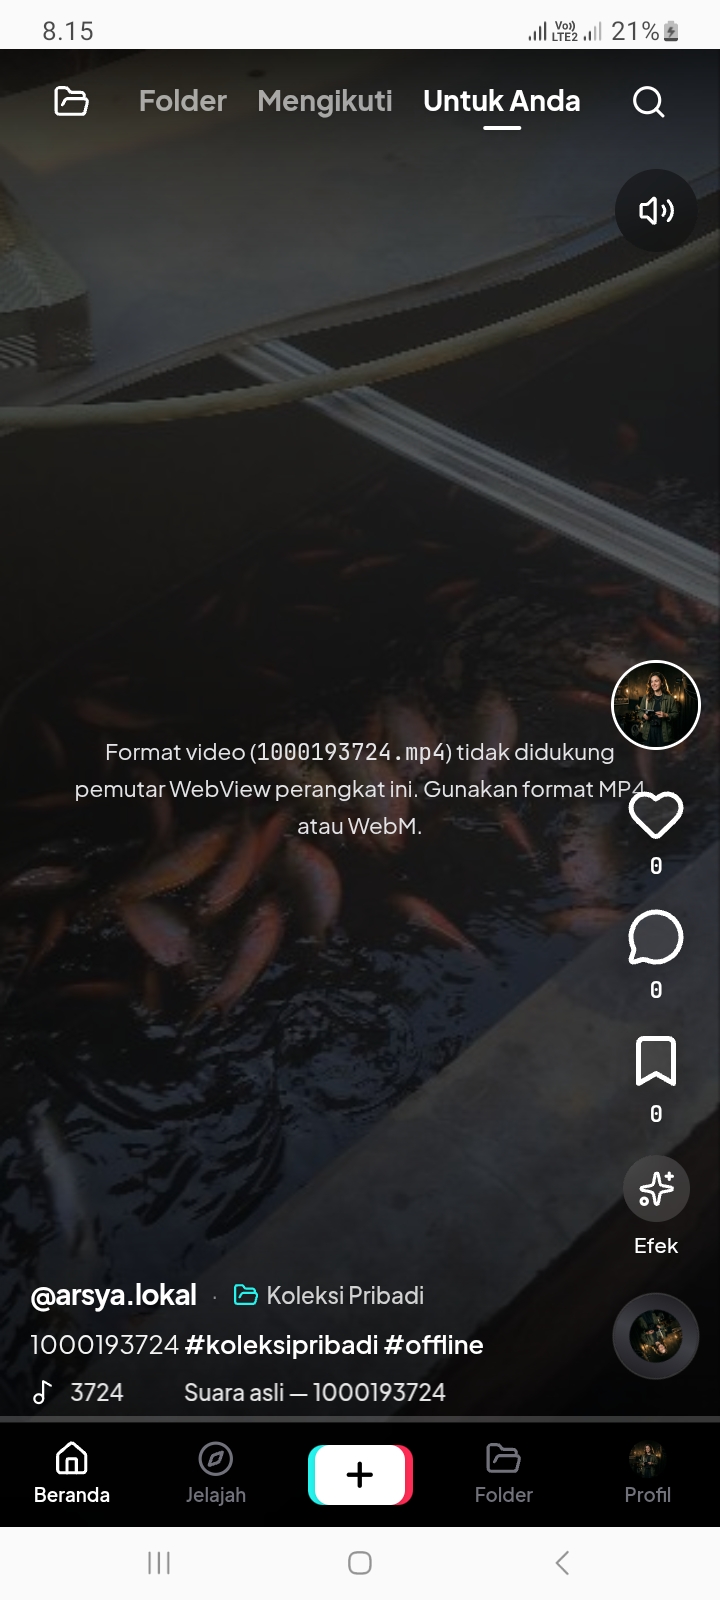 8.15
Vo)) LTE2 21%
Folder Mengikuti Untuk Anda
Format video (1000193724.mp4) tidak didukung
pemutar WebView perangkat ini. Gunakan format MP4
atau WebM.
0
0
0
Efek
@arsya.lokal · Koleksi Pribadi
1000193724 #koleksipribadi #offline
3724 Suara asli — 1000193724
Beranda Jelajah Folder Profil